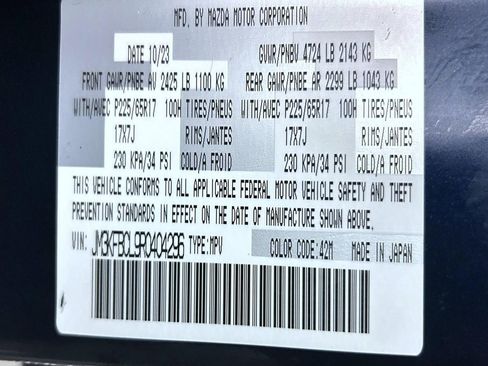 MFD. BY MAZDA MOTOR CORPORATION
DATE 10/23 GVWR/PNBV 4724 LB 2143 KG
FRONT GAWR/PNBE AV 2425 LB 1100 KG REAR GAWR/PNBE AR 2299 LB 1043 KG
WITH/AVEC P225/65R17 100H TIRES/PNEUS WITH/AVEC P225/65R17 100H TIRES/PNEUS
17X7J RIMS/JANTES 17X7J RIMS/JANTES
230 KPA/34 PSI COLD/A FROID 230 KPA/34 PSI COLD/A FROID
THIS VEHICLE CONFORMS TO ALL APPLICABLE FEDERAL MOTOR VEHICLE SAFETY AND THEFT
PREVENTION STANDARDS IN EFFECT ON THE DATE OF MANUFACTURE SHOWN ABOVE.
VIN: JM3KFBCL9R0404296 TYPE: MPV COLOR CODE: 42M MADE IN JAPAN